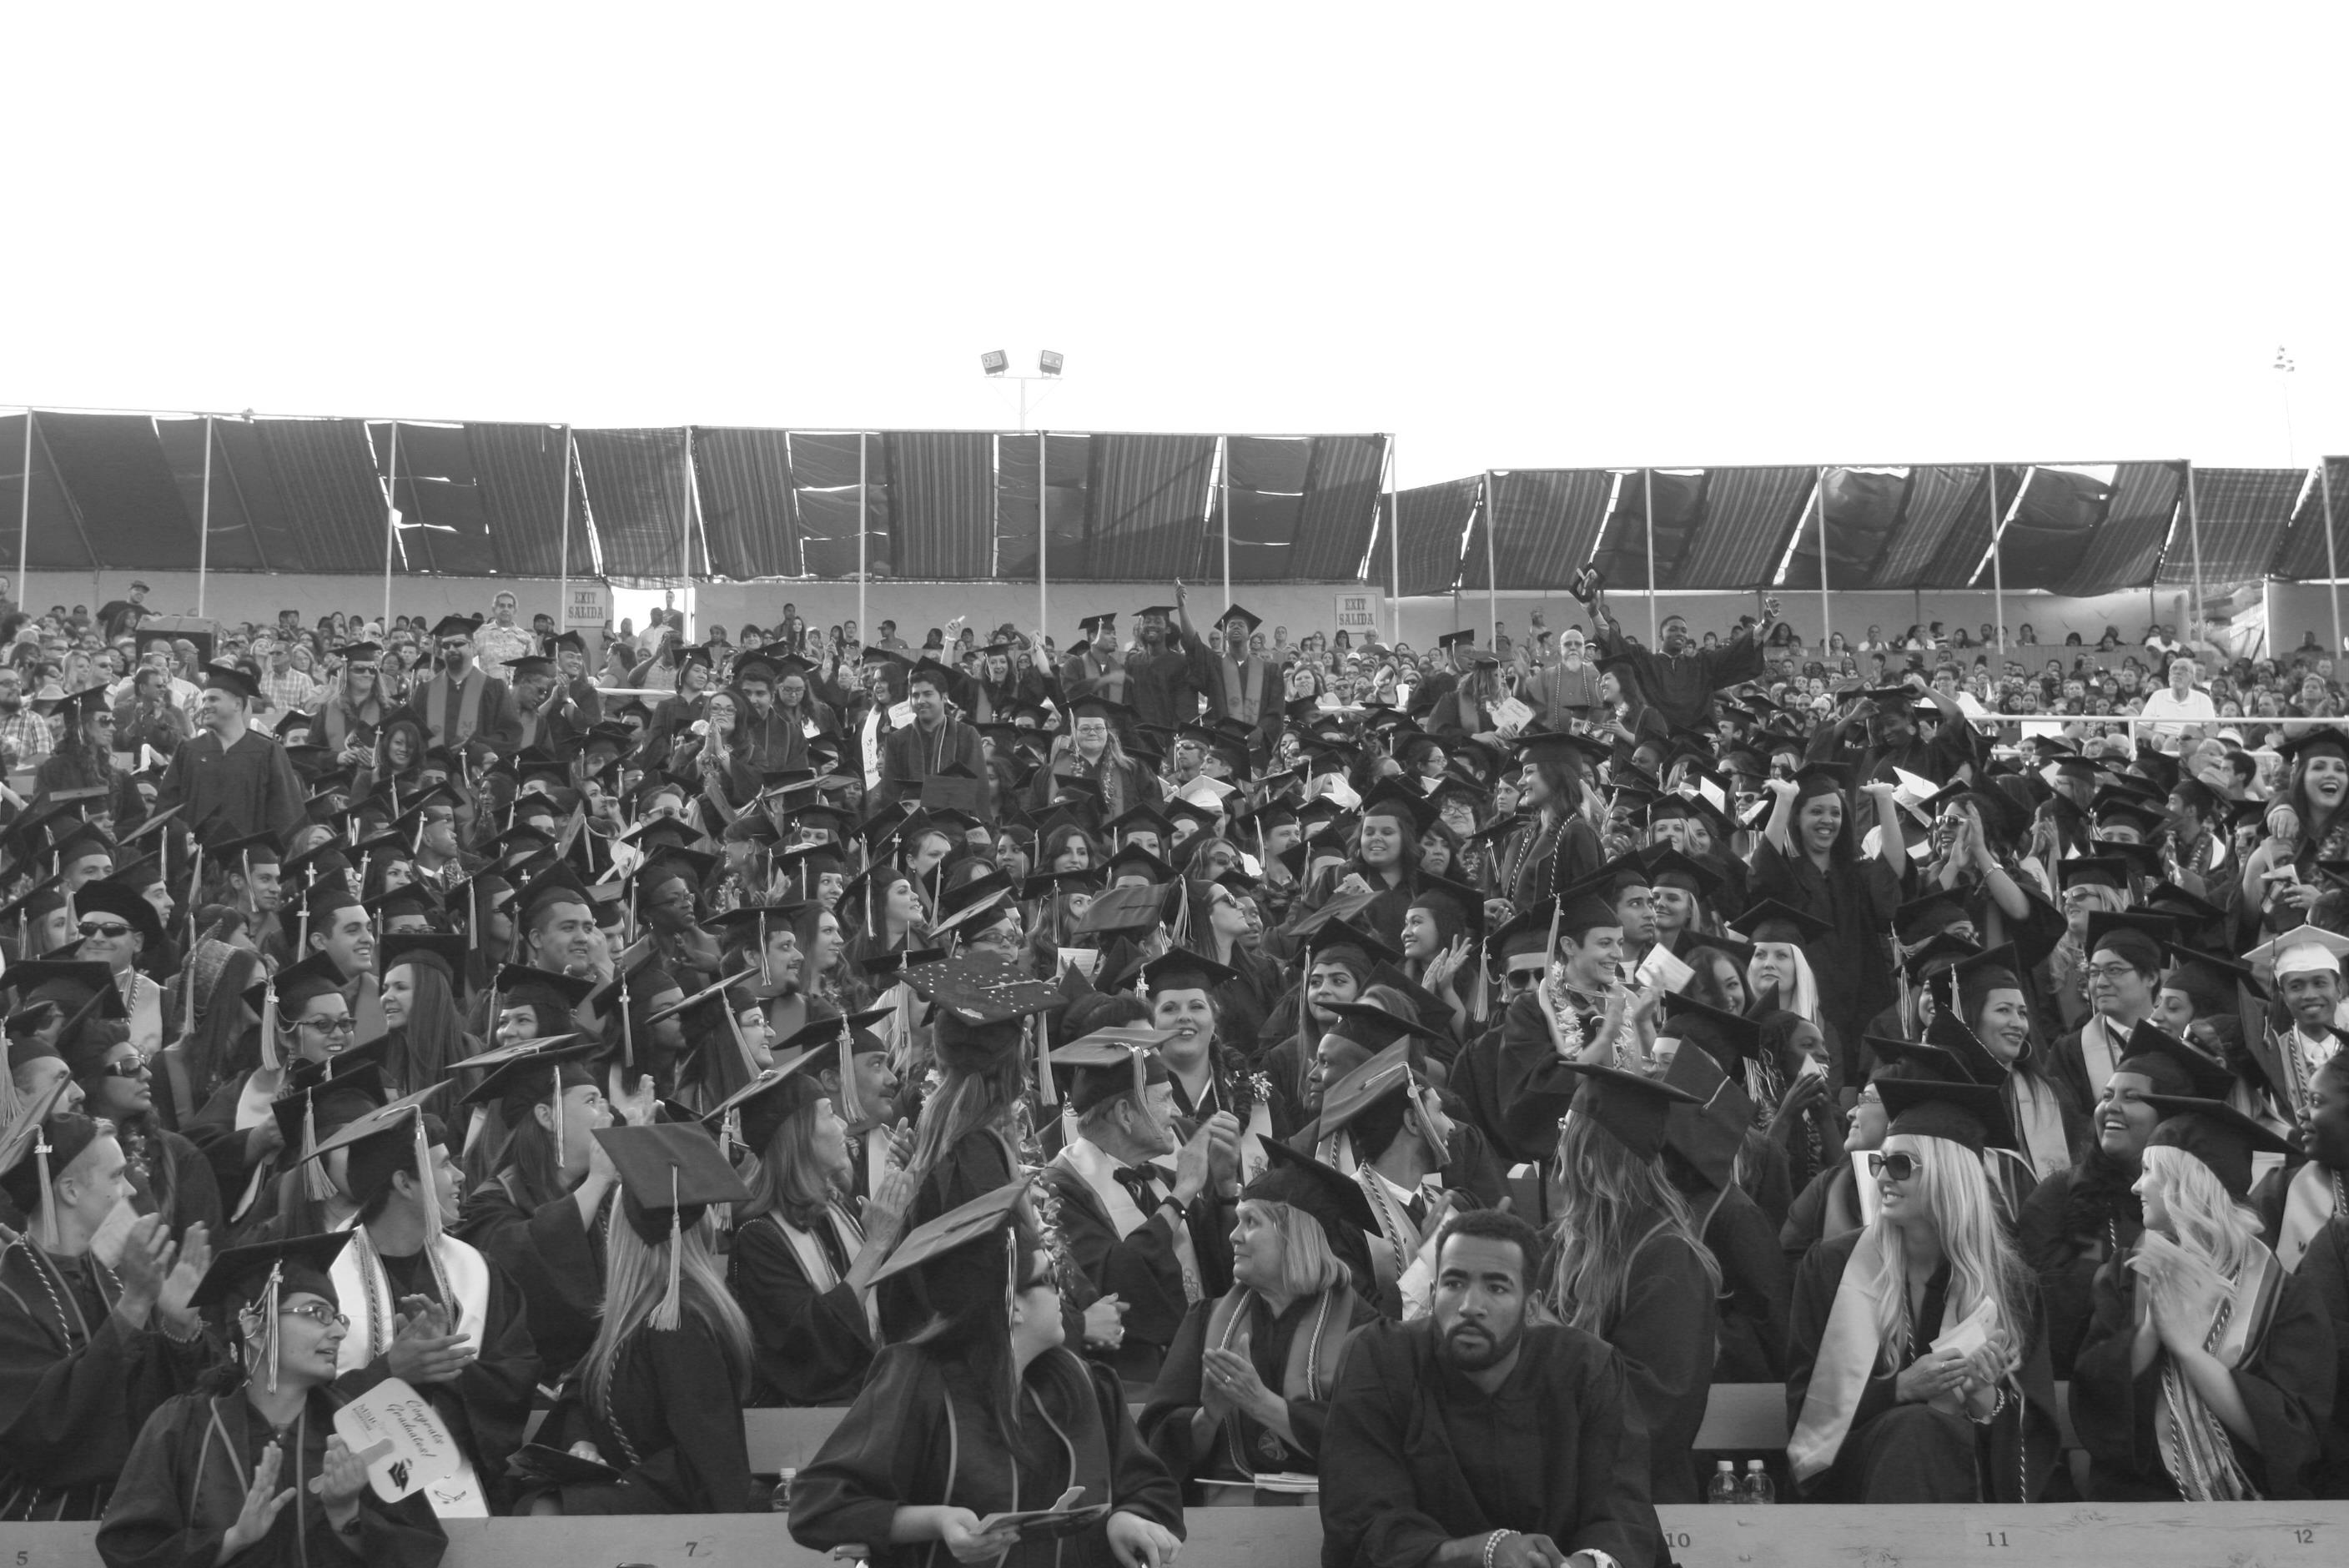 EXIT
SALIDA
EXIT
SALIDA
Congrats
Graduates!
5
7
10
11
12